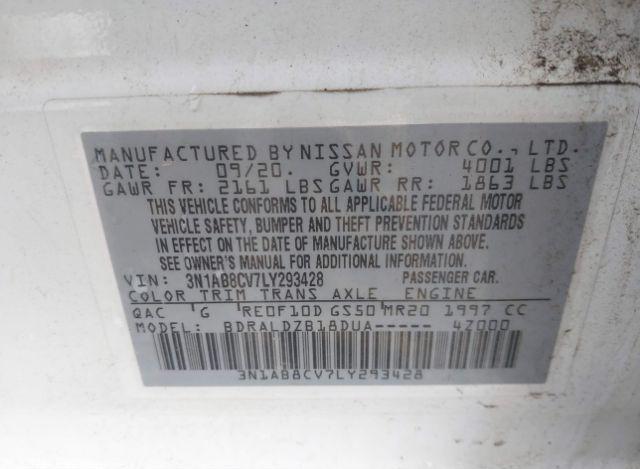 MANUFACTURED BY NISSAN MOTOR CO., LTD.
DATE: 09/20. GVWR: 4001 LBS
GAWR FR: 2161 LBS GAWR RR: 1863 LBS
THIS VEHICLE CONFORMS TO ALL APPLICABLE FEDERAL MOTOR
VEHICLE SAFETY, BUMPER AND THEFT PREVENTION STANDARDS
IN EFFECT ON THE DATE OF MANUFACTURE SHOWN ABOVE.
SEE OWNER'S MANUAL FOR ADDITIONAL INFORMATION.
VIN: 3N1AB8CV7LY293428 PASSENGER CAR.
COLOR TRIM TRANS AXLE ENGINE
QAC G RE0F10D GS50 MR20 1997 CC
MODEL: BDRALDZB18DUA----- 4Z000
3N1AB8CV7LY293428